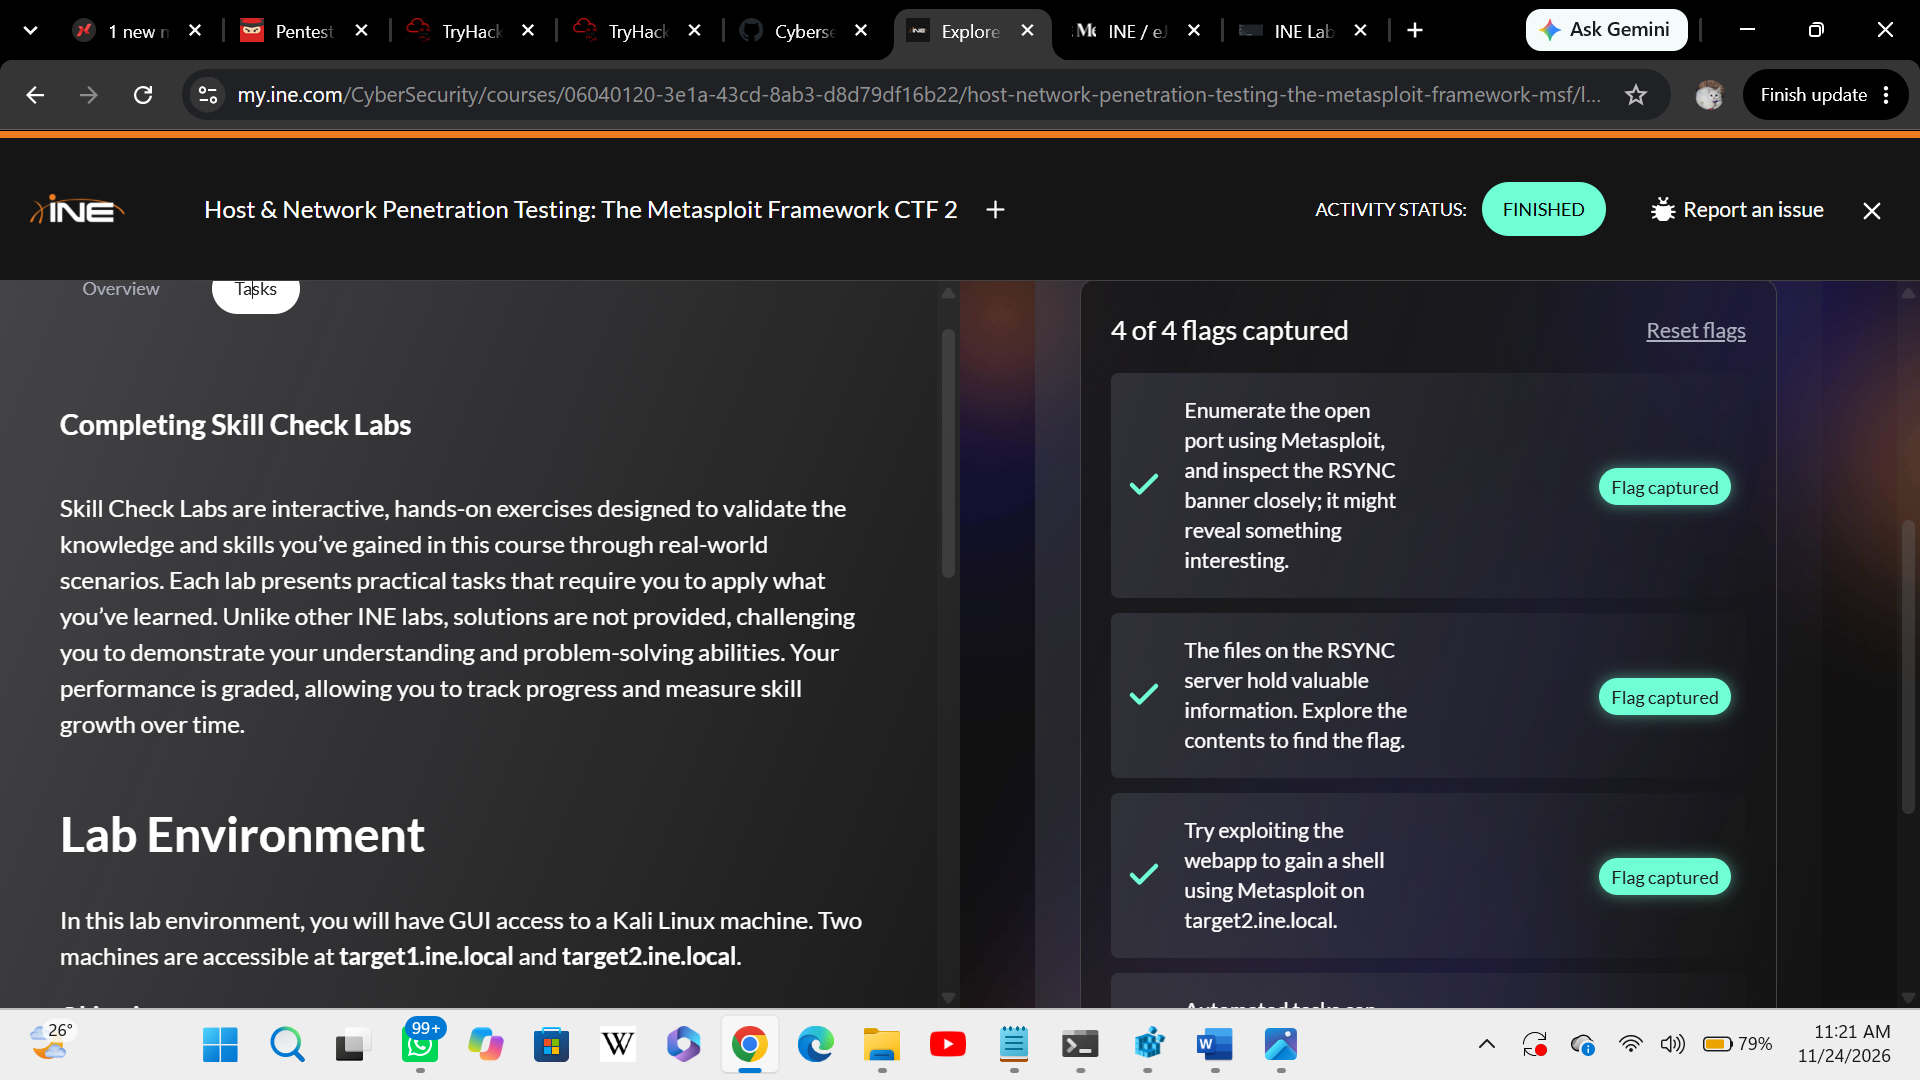 1 new n
Pentest
TryHack
TryHack
Cyberse
Explore
INE / eJ
INE Lab
Ask Gemini
my.ine.com/CyberSecurity/courses/06040120-3e1a-43cd-8ab3-d8d79df16b22/host-network-penetration-testing-the-metasploit-framework-msf/l...
Finish update
INE
Host & Network Penetration Testing: The Metasploit Framework CTF 2
ACTIVITY STATUS:
FINISHED
Report an issue
Overview
Tasks
Completing Skill Check Labs
Skill Check Labs are interactive, hands-on exercises designed to validate the
knowledge and skills you’ve gained in this course through real-world
scenarios. Each lab presents practical tasks that require you to apply what
you’ve learned. Unlike other INE labs, solutions are not provided, challenging
you to demonstrate your understanding and problem-solving abilities. Your
performance is graded, allowing you to track progress and measure skill
growth over time.
Lab Environment
In this lab environment, you will have GUI access to a Kali Linux machine. Two
machines are accessible at target1.ine.local and target2.ine.local.
4 of 4 flags captured
Reset flags
Enumerate the open
port using Metasploit,
and inspect the RSYNC
banner closely; it might
reveal something
interesting.
Flag captured
The files on the RSYNC
server hold valuable
information. Explore the
contents to find the flag.
Flag captured
Try exploiting the
webapp to gain a shell
using Metasploit on
target2.ine.local.
Flag captured
Automated tasks can
26°
99+
W
79%
11:21 AM
11/24/2026